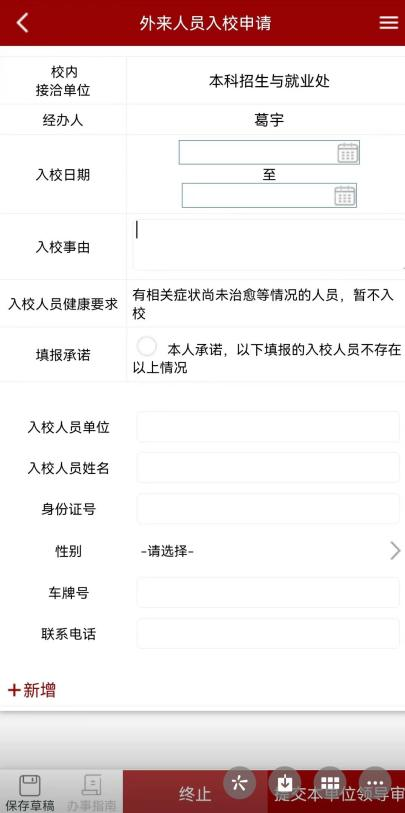 外来人员入校申请
校内
接洽单位
本科招生与就业处
经办人
葛宇
入校日期
至
入校事由
入校人员健康要求
有相关症状尚未治愈等情况的人员，暂不入
校
填报承诺
本人承诺，以下填报的入校人员不存在
以上情况
入校人员单位
入校人员姓名
身份证号
性别
-请选择-
车牌号
联系电话
+新增
保存草稿
办事指南
终止
提交本单位领导审